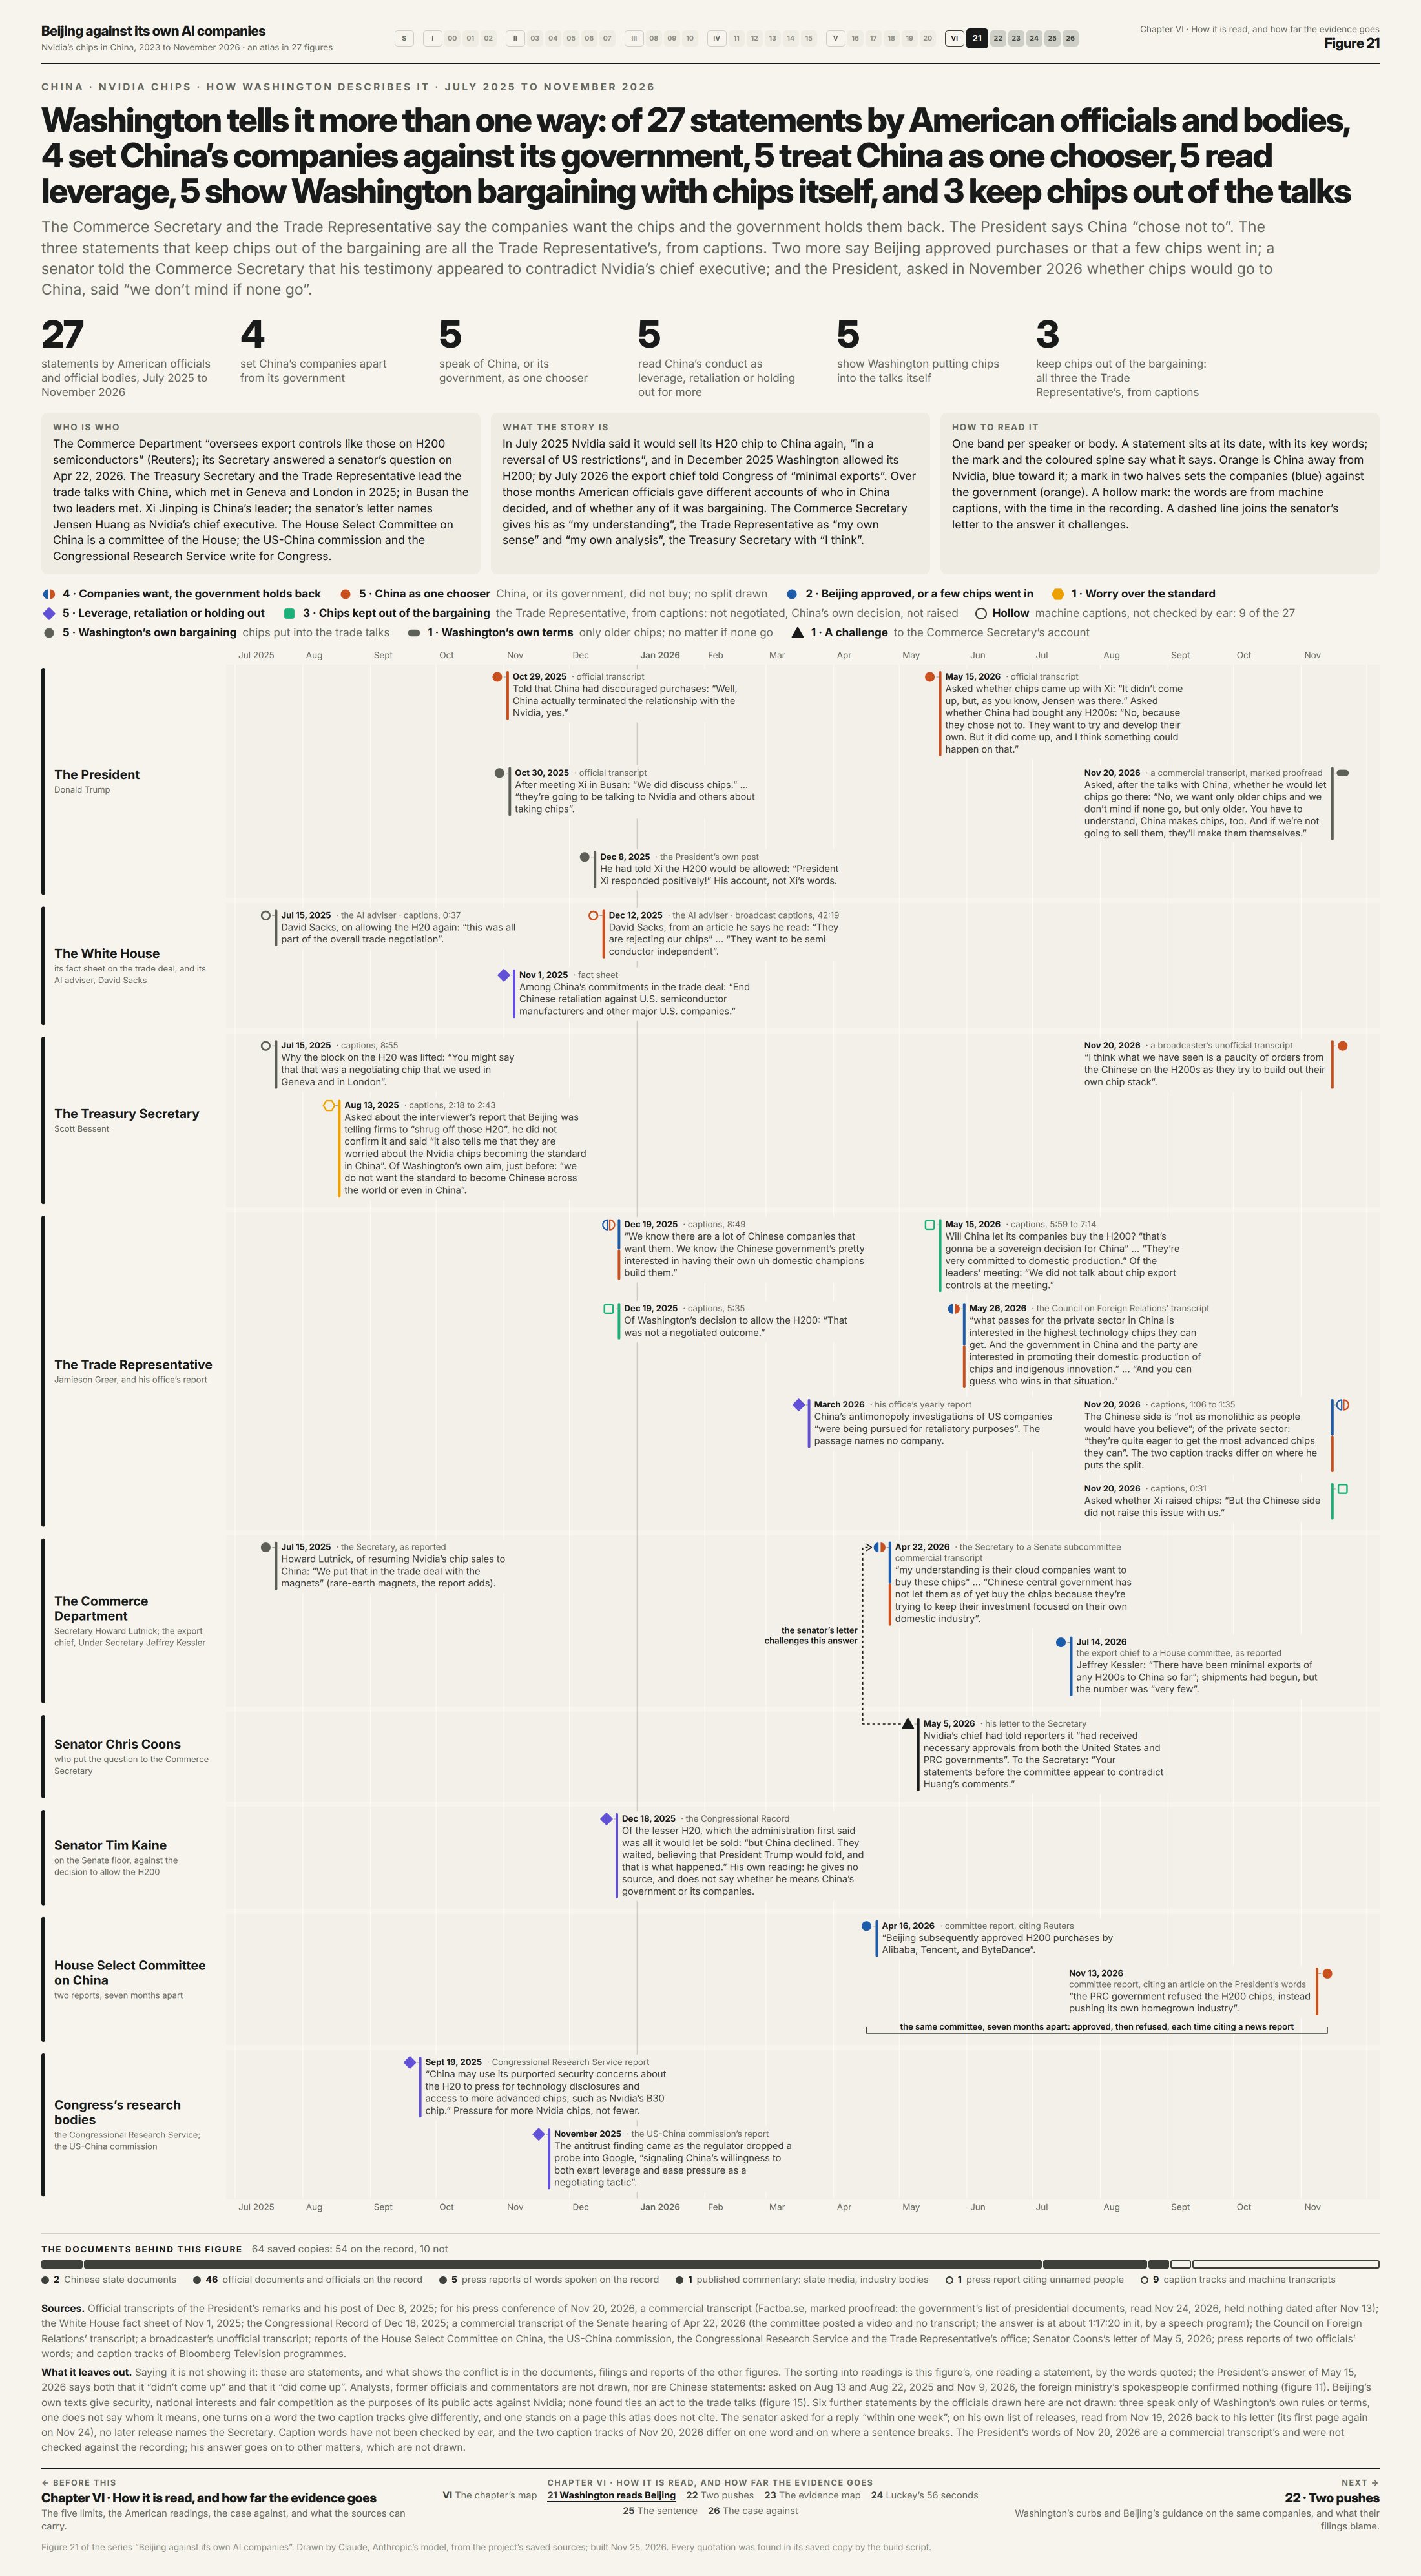 Beijing against its own AI companies
Nvidia’s chips in China, 2023 to November 2026 · an atlas in 27 figures
S I 00 01 02 II 03 04 05 06 07 III 08 09 10 IV 11 12 13 14 15 V 16 17 18 19 20 VI 21 22 23 24 25 26
Chapter VI · How it is read, and how far the evidence goes
Figure 21
CHINA · NVIDIA CHIPS · HOW WASHINGTON DESCRIBES IT · JULY 2025 TO NOVEMBER 2026
Washington tells it more than one way: of 27 statements by American officials and bodies,
4 set China’s companies against its government, 5 treat China as one chooser, 5 read
leverage, 5 show Washington bargaining with chips itself, and 3 keep chips out of the talks
The Commerce Secretary and the Trade Representative say the companies want the chips and the government holds them back. The President says China “chose not to”. The
three statements that keep chips out of the bargaining are all the Trade Representative’s, from captions. Two more say Beijing approved purchases or that a few chips went in; a
senator told the Commerce Secretary that his testimony appeared to contradict Nvidia’s chief executive; and the President, asked in November 2026 whether chips would go to
China, said “we don’t mind if none go”.
27
statements by American officials
and official bodies, July 2025 to
November 2026
4
set China’s companies apart
from its government
5
speak of China, or its
government, as one chooser
5
read China’s conduct as
leverage, retaliation or holding
out for more
5
show Washington putting chips
into the talks itself
3
keep chips out of the bargaining:
all three the Trade
Representative’s, from captions
WHO IS WHO
The Commerce Department “oversees export controls like those on H200
semiconductors” (Reuters); its Secretary answered a senator’s question on
Apr 22, 2026. The Treasury Secretary and the Trade Representative lead the
trade talks with China, which met in Geneva and London in 2025; in Busan the
two leaders met. Xi Jinping is China’s leader; the senator’s letter names
Jensen Huang as Nvidia’s chief executive. The House Select Committee on
China is a committee of the House; the US-China commission and the
Congressional Research Service write for Congress.
WHAT THE STORY IS
In July 2025 Nvidia said it would sell its H20 chip to China again, “in a
reversal of US restrictions”, and in December 2025 Washington allowed its
H200; by July 2026 the export chief told Congress of “minimal exports”. Over
those months American officials gave different accounts of who in China
decided, and of whether any of it was bargaining. The Commerce Secretary
gives his as “my understanding”, the Trade Representative as “my own
sense” and “my own analysis”, the Treasury Secretary with “I think”.
HOW TO READ IT
One band per speaker or body. A statement sits at its date, with its key words;
the mark and the coloured spine say what it says. Orange is China away from
Nvidia, blue toward it; a mark in two halves sets the companies (blue) against
the government (orange). A hollow mark: the words are from machine
captions, with the time in the recording. A dashed line joins the senator’s
letter to the answer it challenges.
4 · Companies want, the government holds back
5 · China as one chooser China, or its government, did not buy; no split drawn
2 · Beijing approved, or a few chips went in
1 · Worry over the standard
5 · Leverage, retaliation or holding out
3 · Chips kept out of the bargaining the Trade Representative, from captions: not negotiated, China’s own decision, not raised
Hollow machine captions, not checked by ear: 9 of the 27
5 · Washington’s own bargaining chips put into the trade talks
1 · Washington’s own terms only older chips; no matter if none go
1 · A challenge to the Commerce Secretary’s account
Jul 2025 Aug Sept Oct Nov Dec Jan 2026 Feb Mar Apr May Jun Jul Aug Sept Oct Nov
The President
Donald Trump
Oct 29, 2025 · official transcript
Told that China had discouraged purchases: “Well,
China actually terminated the relationship with the
Nvidia, yes.”
May 15, 2026 · official transcript
Asked whether chips came up with Xi: “It didn’t come
up, but, as you know, Jensen was there.” Asked
whether China had bought any H200s: “No, because
they chose not to. They want to try and develop their
own. But it did come up, and I think something could
happen on that.”
Oct 30, 2025 · official transcript
After meeting Xi in Busan: “We did discuss chips.” ...
“they’re going to be talking to Nvidia and others about
taking chips”.
Nov 20, 2026 · a commercial transcript, marked proofread
Asked, after the talks with China, whether he would let
chips go there: “No, we want only older chips and we
don’t mind if none go, but only older. You have to
understand, China makes chips, too. And if we’re not
going to sell them, they’ll make them themselves.”
Dec 8, 2025 · the President’s own post
He had told Xi the H200 would be allowed: “President
Xi responded positively!” His account, not Xi’s words.
The White House
its fact sheet on the trade deal, and its
AI adviser, David Sacks
Jul 15, 2025 · the AI adviser · captions, 0:37
David Sacks, on allowing the H20 again: “this was all
part of the overall trade negotiation”.
Dec 12, 2025 · the AI adviser · broadcast captions, 42:19
David Sacks, from an article he says he read: “They
are rejecting our chips” ... “They want to be semi
conductor independent”.
Nov 1, 2025 · fact sheet
Among China’s commitments in the trade deal: “End
Chinese retaliation against U.S. semiconductor
manufacturers and other major U.S. companies.”
The Treasury Secretary
Scott Bessent
Jul 15, 2025 · captions, 8:55
Why the block on the H20 was lifted: “You might say
that that was a negotiating chip that we used in
Geneva and in London”.
Nov 20, 2026 · a broadcaster’s unofficial transcript
“I think what we have seen is a paucity of orders from
the Chinese on the H200s as they try to build out their
own chip stack”.
Aug 13, 2025 · captions, 2:18 to 2:43
Asked about the interviewer’s report that Beijing was
telling firms to “shrug off those H20”, he did not
confirm it and said “it also tells me that they are
worried about the Nvidia chips becoming the standard
in China”. Of Washington’s own aim, just before: “we
do not want the standard to become Chinese across
the world or even in China”.
The Trade Representative
Jamieson Greer, and his office’s report
Dec 19, 2025 · captions, 8:49
“We know there are a lot of Chinese companies that
want them. We know the Chinese government’s pretty
interested in having their own uh domestic champions
build them.”
May 15, 2026 · captions, 5:59 to 7:14
Will China let its companies buy the H200? “that’s
gonna be a sovereign decision for China” ... “They’re
very committed to domestic production.” Of the
leaders’ meeting: “We did not talk about chip export
controls at the meeting.”
Dec 19, 2025 · captions, 5:35
Of Washington’s decision to allow the H200: “That
was not a negotiated outcome.”
May 26, 2026 · the Council on Foreign Relations’ transcript
“what passes for the private sector in China is
interested in the highest technology chips they can
get. And the government in China and the party are
interested in promoting their domestic production of
chips and indigenous innovation.” ... “And you can
guess who wins in that situation.”
March 2026 · his office’s yearly report
China’s antimonopoly investigations of US companies
“were being pursued for retaliatory purposes”. The
passage names no company.
Nov 20, 2026 · captions, 1:06 to 1:35
The Chinese side is “not as monolithic as people
would have you believe”; of the private sector:
“they’re quite eager to get the most advanced chips
they can”. The two caption tracks differ on where he
puts the split.
Nov 20, 2026 · captions, 0:31
Asked whether Xi raised chips: “But the Chinese side
did not raise this issue with us.”
The Commerce
Department
Secretary Howard Lutnick; the export
chief, Under Secretary Jeffrey Kessler
Jul 15, 2025 · the Secretary, as reported
Howard Lutnick, of resuming Nvidia’s chip sales to
China: “We put that in the trade deal with the
magnets” (rare-earth magnets, the report adds).
Apr 22, 2026 · the Secretary to a Senate subcommittee
commercial transcript
“my understanding is their cloud companies want to
buy these chips” ... “Chinese central government has
not let them as of yet buy the chips because they’re
trying to keep their investment focused on their own
domestic industry”.
the senator’s letter
challenges this answer
Jul 14, 2026
the export chief to a House committee, as reported
Jeffrey Kessler: “There have been minimal exports of
any H200s to China so far”; shipments had begun, but
the number was “very few”.
Senator Chris Coons
who put the question to the Commerce
Secretary
May 5, 2026 · his letter to the Secretary
Nvidia’s chief had told reporters it “had received
necessary approvals from both the United States and
PRC governments”. To the Secretary: “Your
statements before the committee appear to contradict
Huang’s comments.”
Senator Tim Kaine
on the Senate floor, against the
decision to allow the H200
Dec 18, 2025 · the Congressional Record
Of the lesser H20, which the administration first said
was all it would let be sold: “but China declined. They
waited, believing that President Trump would fold, and
that is what happened.” His own reading: he gives no
source, and does not say whether he means China’s
government or its companies.
House Select Committee
on China
two reports, seven months apart
Apr 16, 2026 · committee report, citing Reuters
“Beijing subsequently approved H200 purchases by
Alibaba, Tencent, and ByteDance”.
Nov 13, 2026
committee report, citing an article on the President’s words
“the PRC government refused the H200 chips, instead
pushing its own homegrown industry”.
the same committee, seven months apart: approved, then refused, each time citing a news report
Congress’s research
bodies
the Congressional Research Service;
the US-China commission
Sept 19, 2025 · Congressional Research Service report
“China may use its purported security concerns about
the H20 to press for technology disclosures and
access to more advanced chips, such as Nvidia’s B30
chip.” Pressure for more Nvidia chips, not fewer.
November 2025 · the US-China commission’s report
The antitrust finding came as the regulator dropped a
probe into Google, “signaling China’s willingness to
both exert leverage and ease pressure as a
negotiating tactic”.
Jul 2025 Aug Sept Oct Nov Dec Jan 2026 Feb Mar Apr May Jun Jul Aug Sept Oct Nov
THE DOCUMENTS BEHIND THIS FIGURE 64 saved copies: 54 on the record, 10 not
2 Chinese state documents
46 official documents and officials on the record
5 press reports of words spoken on the record
1 published commentary: state media, industry bodies
1 press report citing unnamed people
9 caption tracks and machine transcripts
Sources. Official transcripts of the President’s remarks and his post of Dec 8, 2025; for his press conference of Nov 20, 2026, a commercial transcript (Factba.se, marked proofread: the government’s list of presidential documents, read Nov 24, 2026, held nothing dated after Nov 13);
the White House fact sheet of Nov 1, 2025; the Congressional Record of Dec 18, 2025; a commercial transcript of the Senate hearing of Apr 22, 2026 (the committee posted a video and no transcript; the answer is at about 1:17:20 in it, by a speech program); the Council on Foreign
Relations’ transcript; a broadcaster’s unofficial transcript; reports of the House Select Committee on China, the US-China commission, the Congressional Research Service and the Trade Representative’s office; Senator Coons’s letter of May 5, 2026; press reports of two officials’
words; and caption tracks of Bloomberg Television programmes.
What it leaves out. Saying it is not showing it: these are statements, and what shows the conflict is in the documents, filings and reports of the other figures. The sorting into readings is this figure’s, one reading a statement, by the words quoted; the President’s answer of May 15,
2026 says both that it “didn’t come up” and that it “did come up”. Analysts, former officials and commentators are not drawn, nor are Chinese statements: asked on Aug 13 and Aug 22, 2025 and Nov 9, 2026, the foreign ministry’s spokespeople confirmed nothing (figure 11). Beijing’s
own texts give security, national interests and fair competition as the purposes of its public acts against Nvidia; none found ties an act to the trade talks (figure 15). Six further statements by the officials drawn here are not drawn: three speak only of Washington’s own rules or terms,
one does not say whom it means, one turns on a word the two caption tracks give differently, and one stands on a page this atlas does not cite. The senator asked for a reply “within one week”; on his own list of releases, read from Nov 19, 2026 back to his letter (its first page again
on Nov 24), no later release names the Secretary. Caption words have not been checked by ear, and the two caption tracks of Nov 20, 2026 differ on one word and on where a sentence breaks. The President’s words of Nov 20, 2026 are a commercial transcript’s and were not
checked against the recording; his answer goes on to other matters, which are not drawn.
← BEFORE THIS
Chapter VI · How it is read, and how far the evidence goes
The five limits, the American readings, the case against, and what the sources can
carry.
CHAPTER VI · HOW IT IS READ, AND HOW FAR THE EVIDENCE GOES
VI The chapter’s map 21 Washington reads Beijing 22 Two pushes 23 The evidence map 24 Luckey’s 56 seconds
25 The sentence 26 The case against
NEXT →
22 · Two pushes
Washington’s curbs and Beijing’s guidance on the same companies, and what their
filings blame.
Figure 21 of the series “Beijing against its own AI companies”. Drawn by Claude, Anthropic’s model, from the project’s saved sources; built Nov 25, 2026. Every quotation was found in its saved copy by the build script.